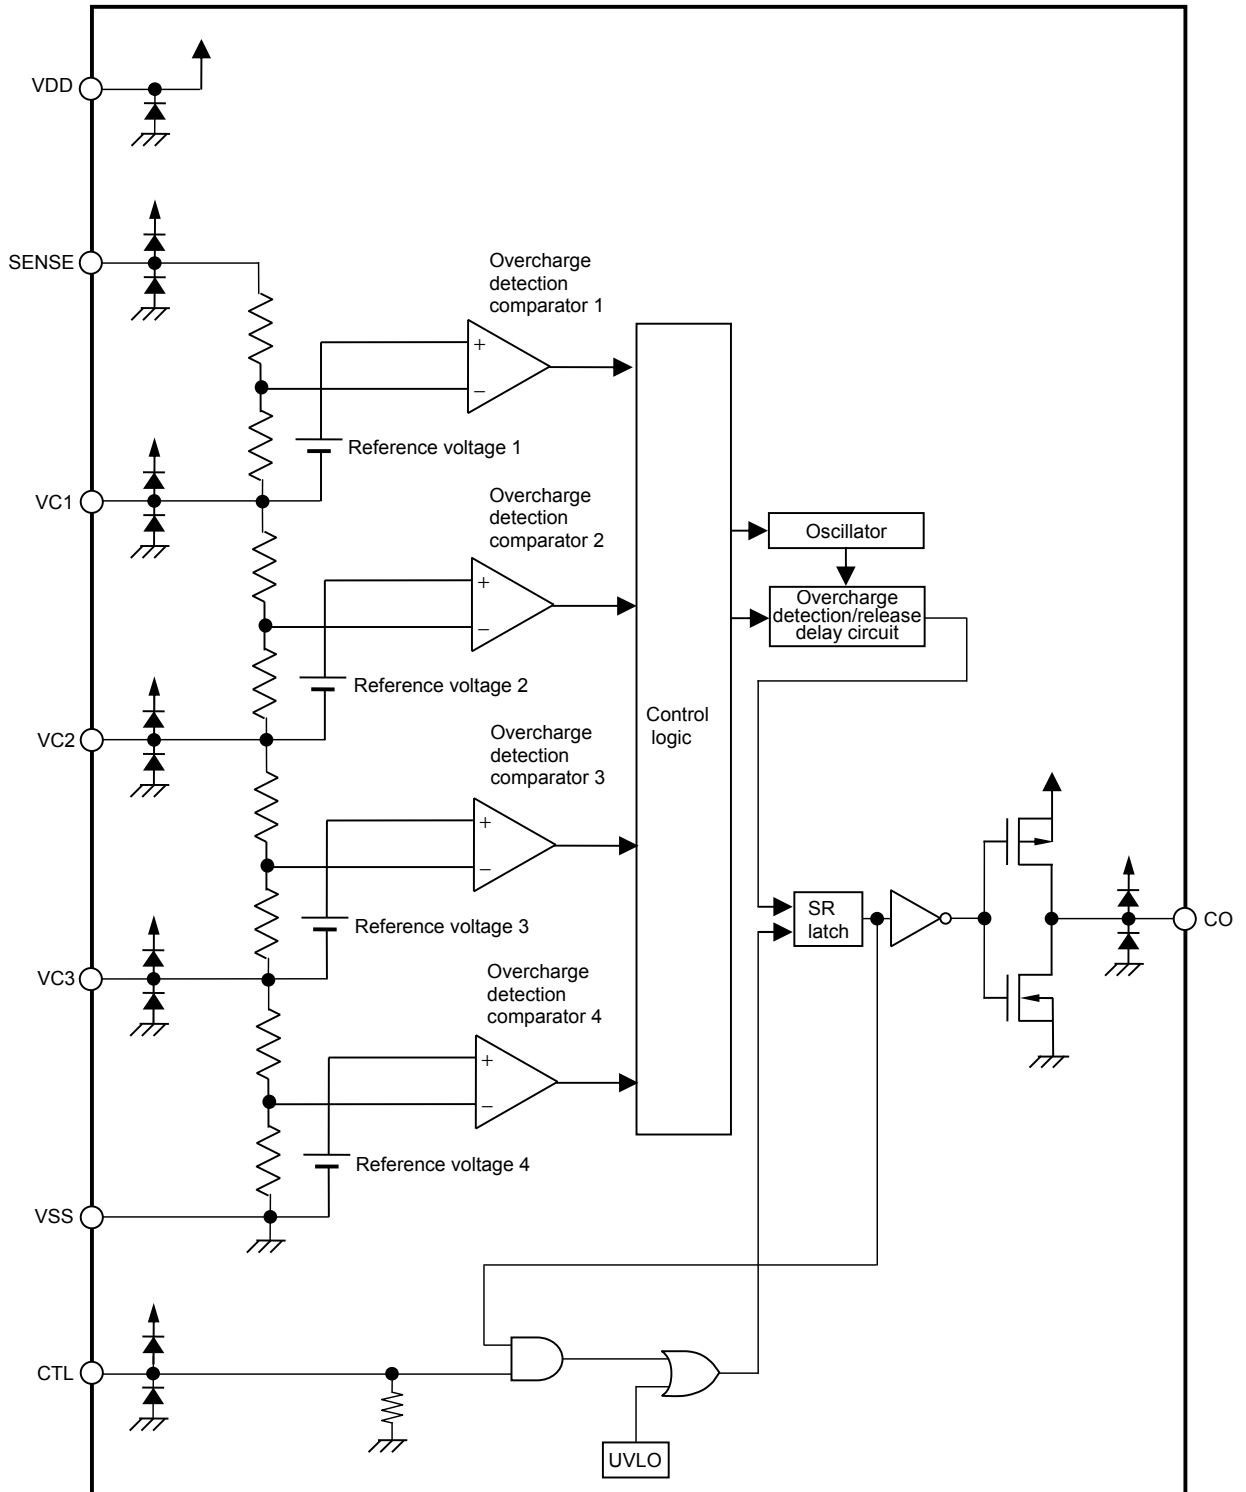 VDD
SENSE
Overcharge
detection
comparator 1
+
−
Reference voltage 1
VC1
Overcharge
detection
comparator 2
+
−
Reference voltage 2
VC2
Oscillator
Overcharge
detection/release
delay circuit
Control
logic
Overcharge
detection
comparator 3
+
−
Reference voltage 3
VC3
SR
latch
CO
Overcharge
detection
comparator 4
+
−
Reference voltage 4
VSS
CTL
UVLO